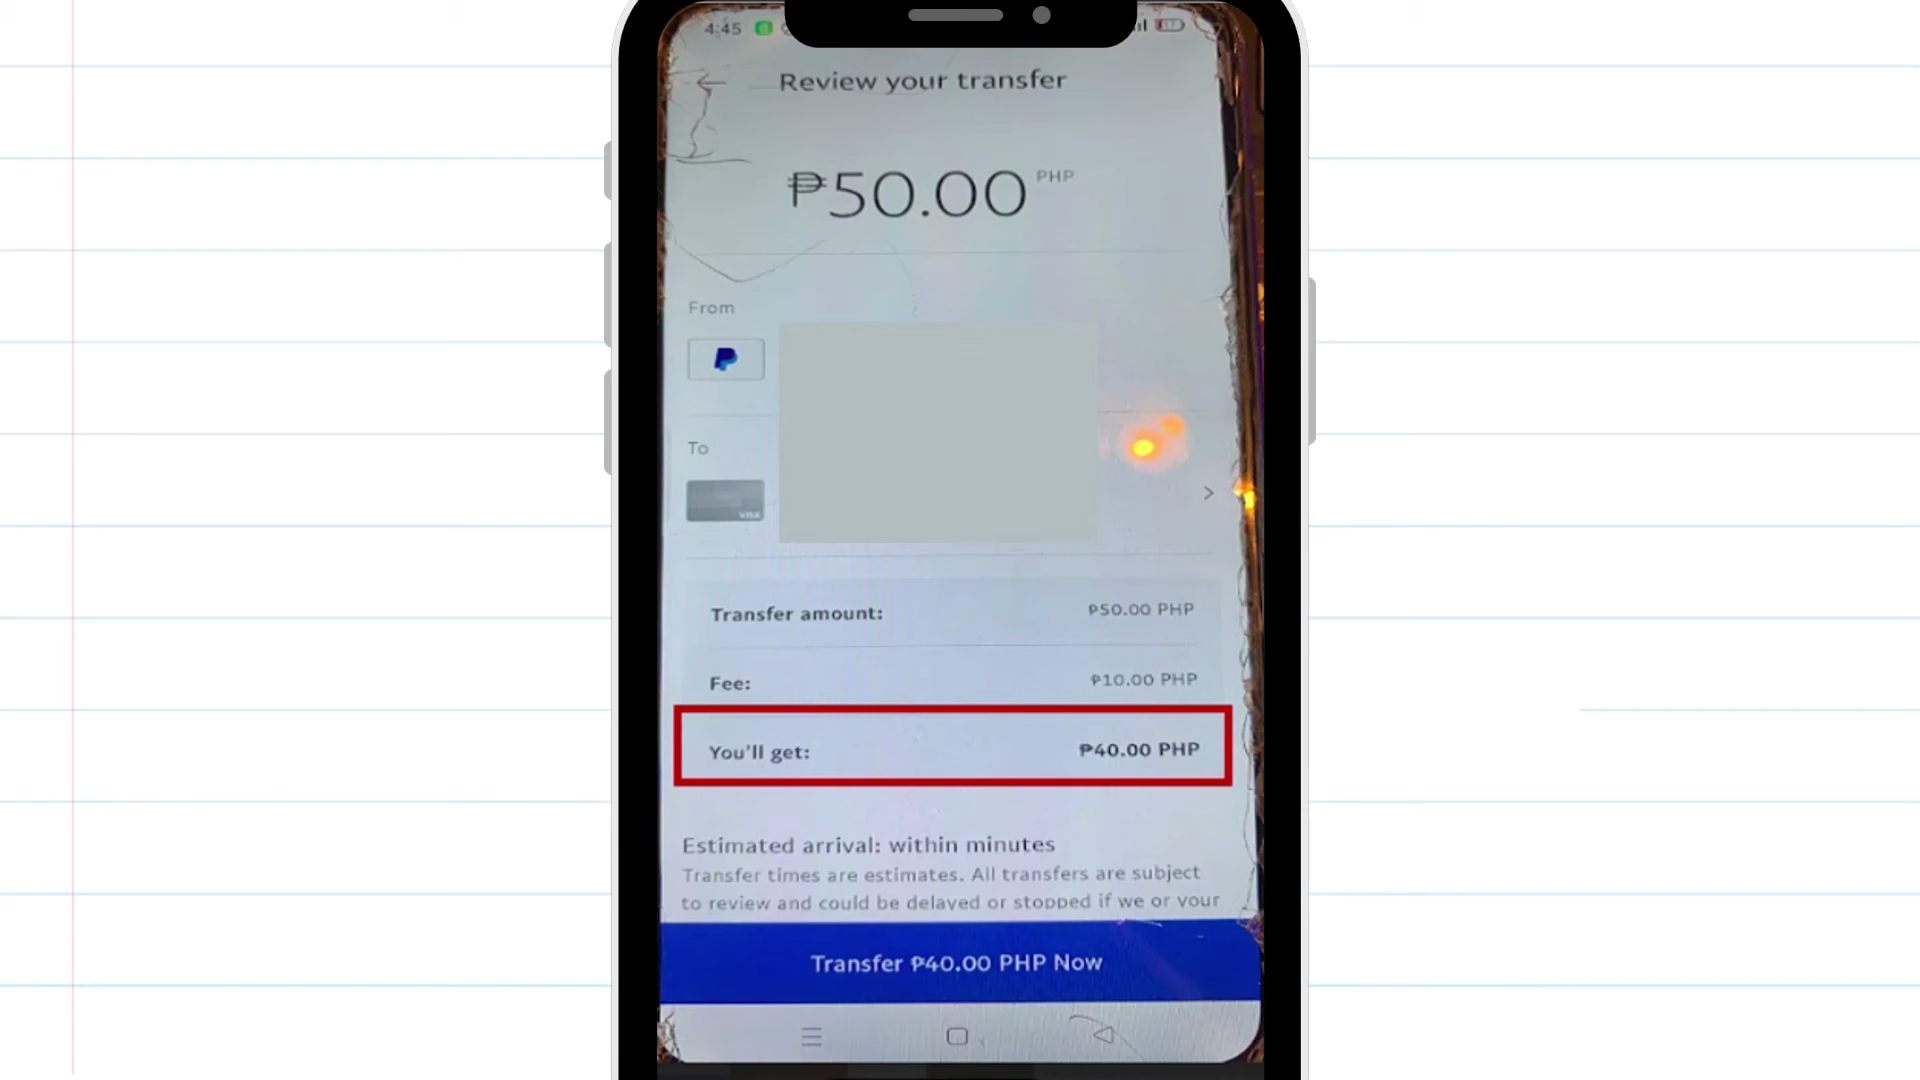 4:45
Review your transfer
₱50.00 PHP
From
To
VISA
Transfer amount: ₱50.00 PHP
Fee: ₱10.00 PHP
You'll get: ₱40.00 PHP
Estimated arrival: within minutes
Transfer times are estimates. All transfers are subject
to review and could be delayed or stopped if we or your
Transfer ₱40.00 PHP Now